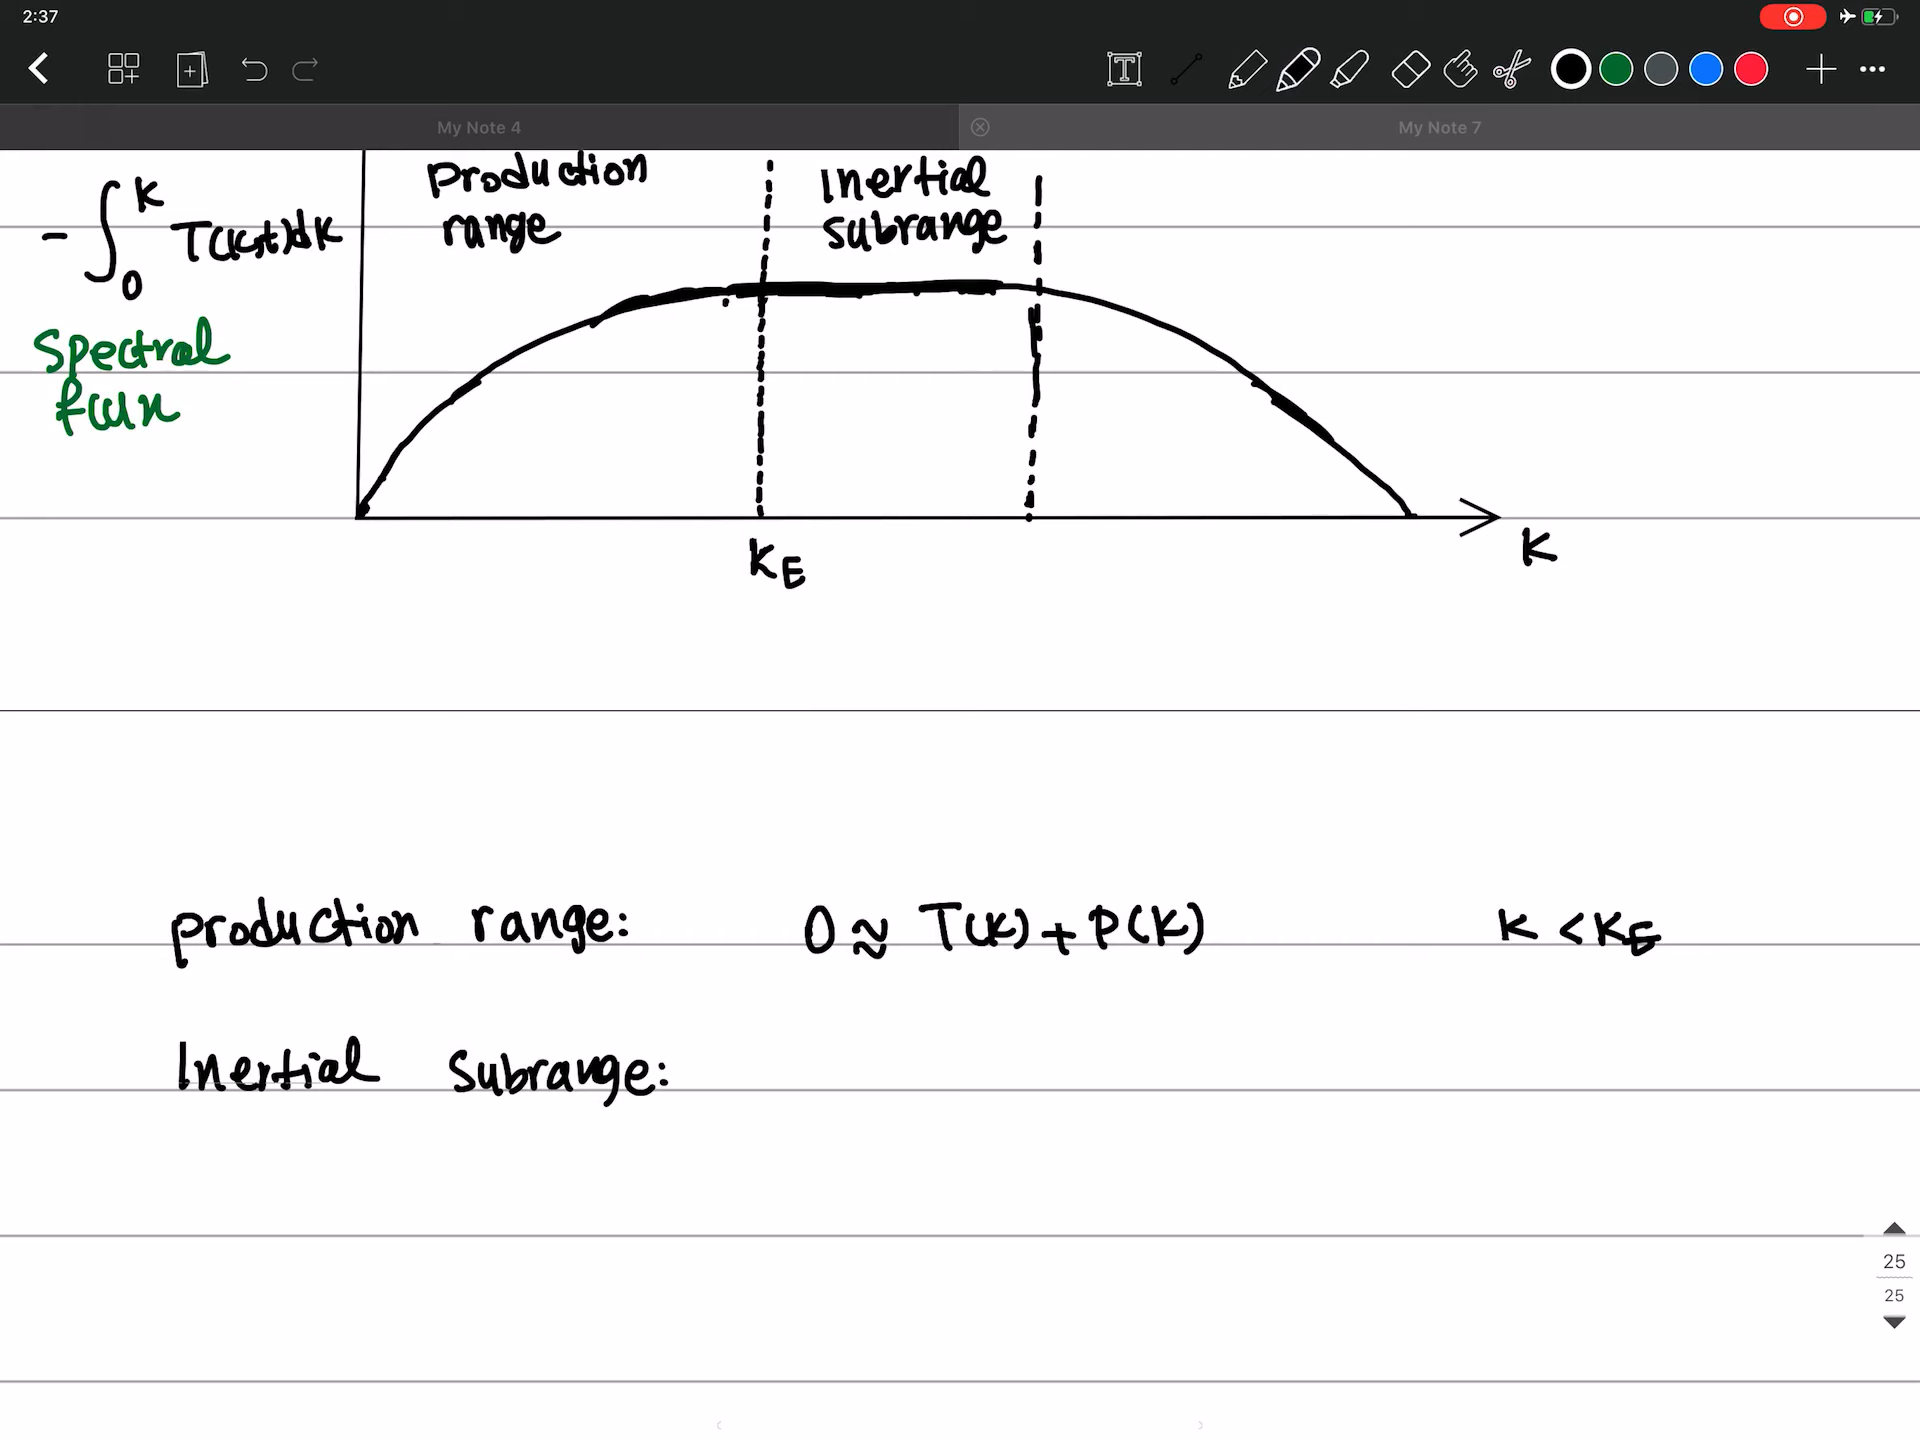 2:37
My Note 4
My Note 7
- ∫₀ᴷ T(K,t)dK
Spectral
flux
Production
range
Inertial
subrange
K_E
K
production range: 0 ≈ T(K) + P(K) K < K_E
Inertial Subrange:
25
25